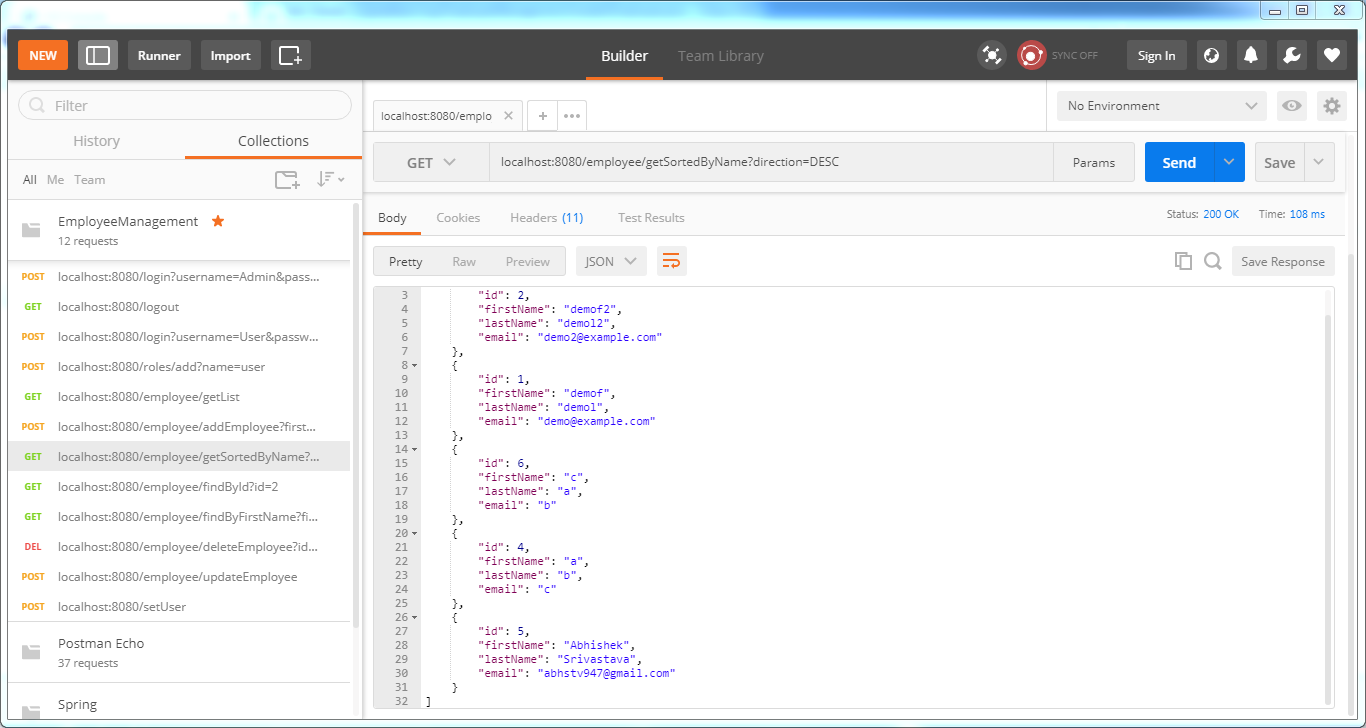 NEW Runner Import Builder Team Library SYNC OFF Sign In
Filter
History Collections
All Me Team
EmployeeManagement
12 requests
POST localhost:8080/login?username=Admin&pass...
GET localhost:8080/logout
POST localhost:8080/login?username=User&passw...
POST localhost:8080/roles/add?name=user
GET localhost:8080/employee/getList
POST localhost:8080/employee/addEmployee?first...
GET localhost:8080/employee/getSortedByName?...
GET localhost:8080/employee/findById?id=2
GET localhost:8080/employee/findByFirstName?fi...
DEL localhost:8080/employee/deleteEmployee?id...
POST localhost:8080/employee/updateEmployee
POST localhost:8080/setUser
Postman Echo
37 requests
Spring
localhost:8080/emplo
No Environment
GET localhost:8080/employee/getSortedByName?direction=DESC Params Send Save
Body Cookies Headers (11) Test Results Status: 200 OK Time: 108 ms
Pretty Raw Preview JSON Save Response
3 "id": 2,
4 "firstName": "demof2",
5 "lastName": "demol2",
6 "email": "demo2@example.com"
7 },
8 {
9 "id": 1,
10 "firstName": "demof",
11 "lastName": "demol",
12 "email": "demo@example.com"
13 },
14 {
15 "id": 6,
16 "firstName": "c",
17 "lastName": "a",
18 "email": "b"
19 },
20 {
21 "id": 4,
22 "firstName": "a",
23 "lastName": "b",
24 "email": "c"
25 },
26 {
27 "id": 5,
28 "firstName": "Abhishek",
29 "lastName": "Srivastava",
30 "email": "abhstv947@gmail.com"
31 }
32 ]